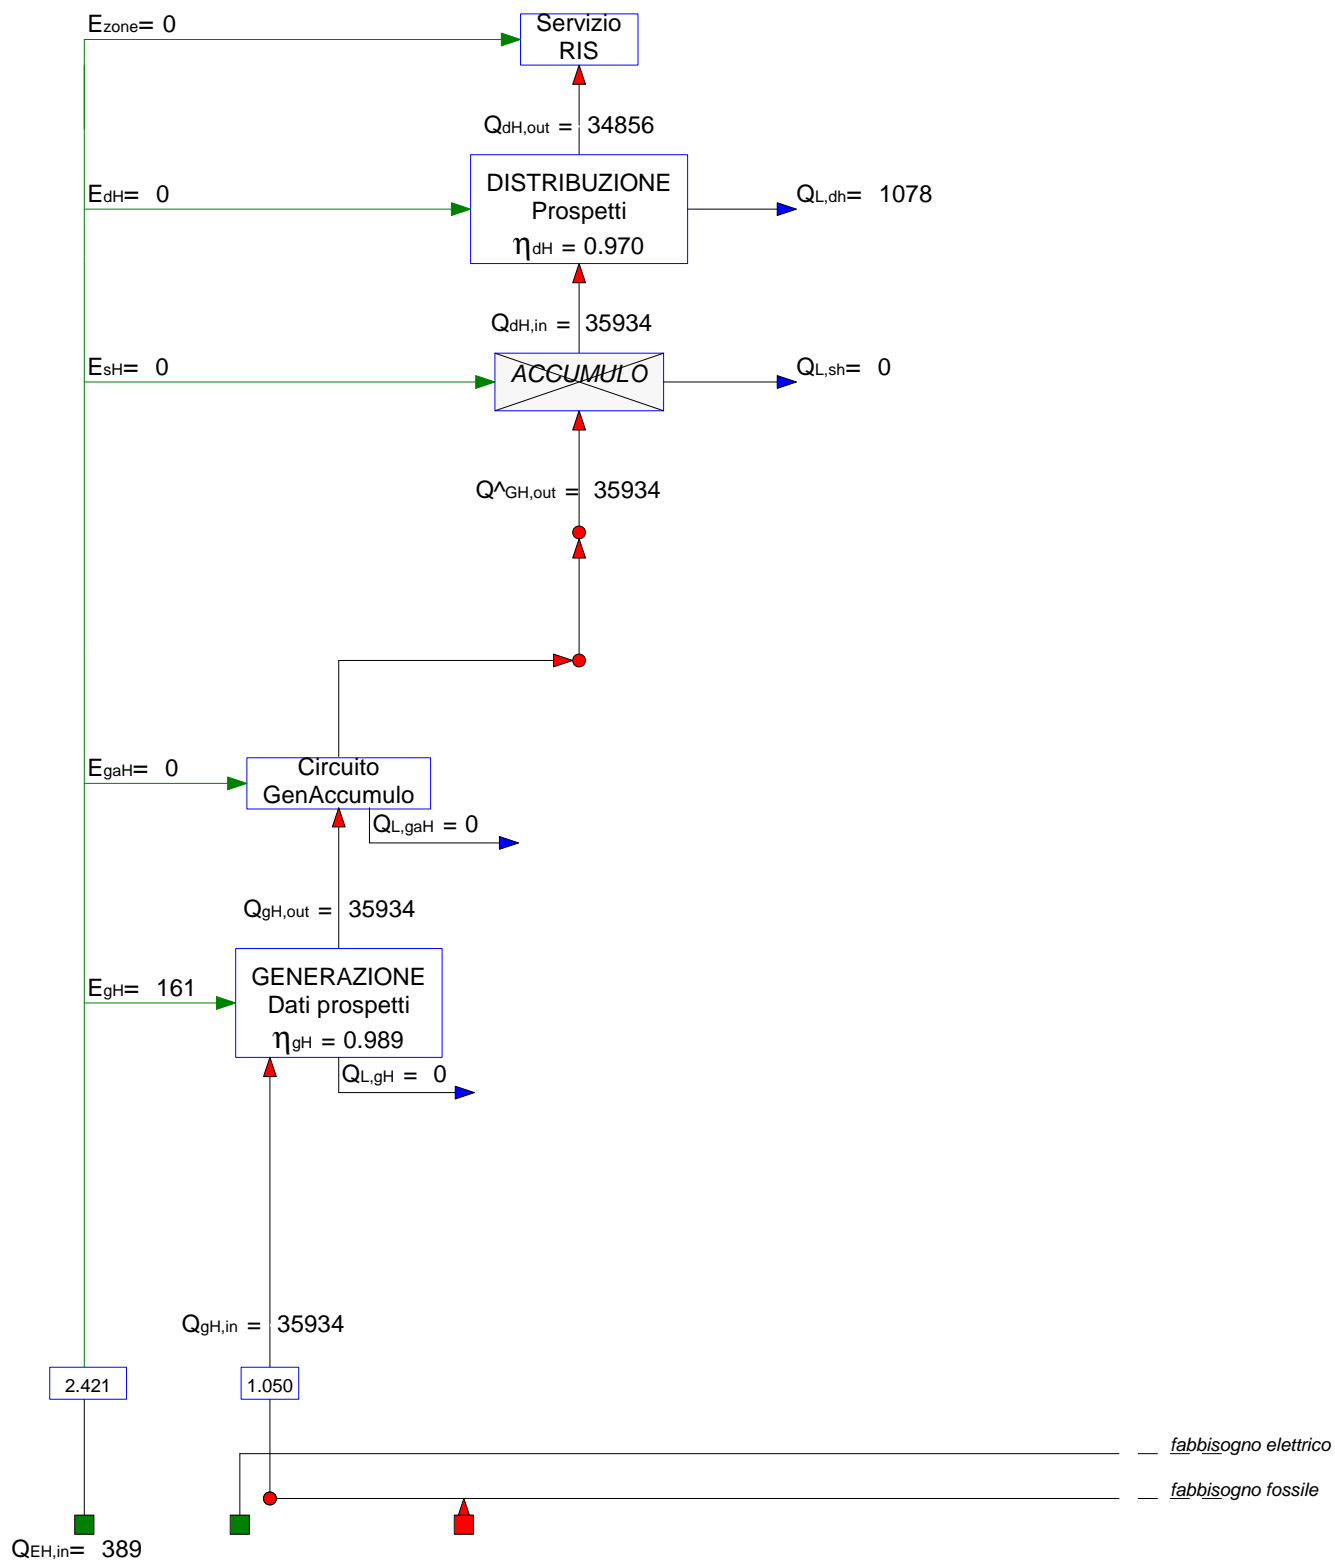 Ezone= 0
Servizio
RIS
QdH,out = 34856
EdH= 0
DISTRIBUZIONE
Prospetti
ηdH = 0.970
QL,dh= 1078
QdH,in = 35934
EsH= 0
ACCUMULO
QL,sh= 0
Q^GH,out = 35934
EgaH= 0
Circuito
GenAccumulo
QL,gaH = 0
QgH,out = 35934
EgH= 161
GENERAZIONE
Dati prospetti
ηgH = 0.989
QL,gH = 0
QgH,in = 35934
2.421
1.050
fabbisogno elettrico
fabbisogno fossile
QEH,in= 389